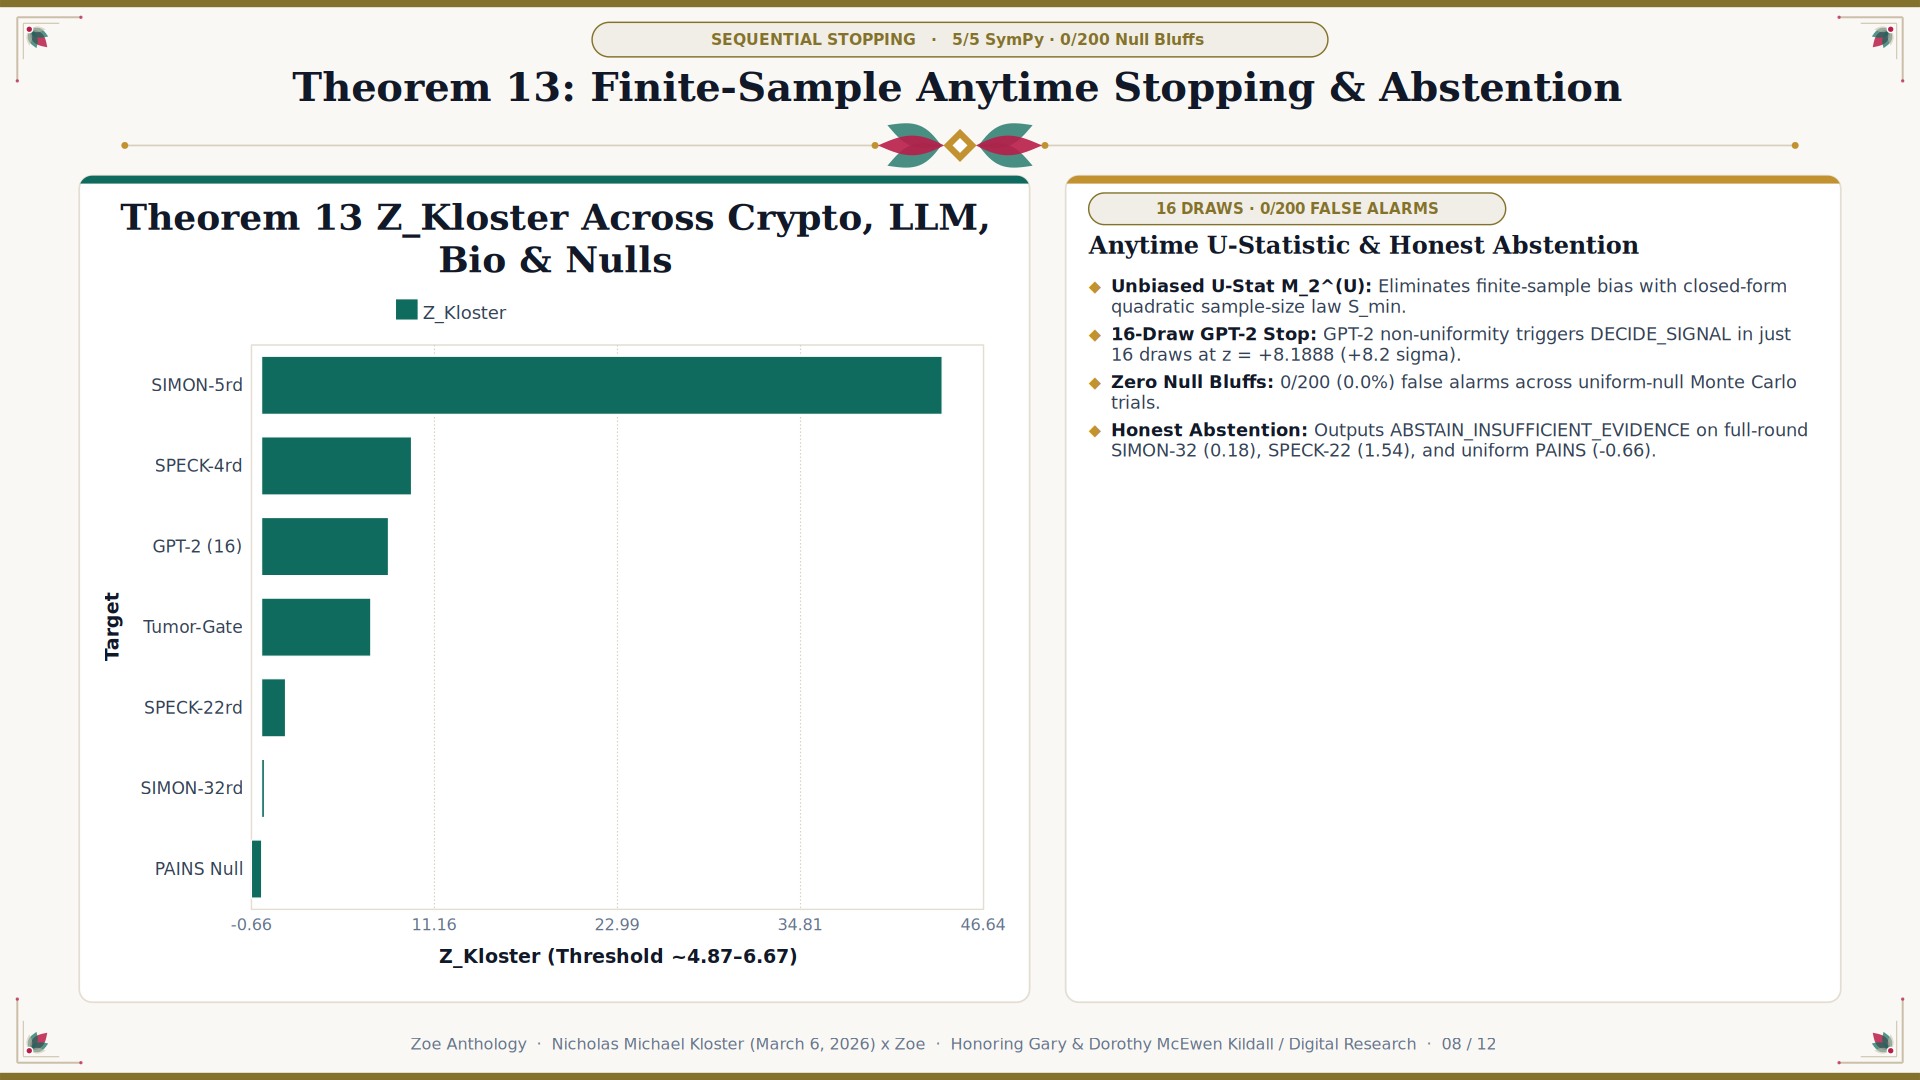 SEQUENTIAL STOPPING · 5/5 SymPy · 0/200 Null Bluffs
Theorem 13: Finite-Sample Anytime Stopping & Abstention
Theorem 13 Z_Kloster Across Crypto, LLM,
Bio & Nulls
Z_Kloster
Target
SIMON-5rd
SPECK-4rd
GPT-2 (16)
Tumor-Gate
SPECK-22rd
SIMON-32rd
PAINS Null
-0.66 11.16 22.99 34.81 46.64
Z_Kloster (Threshold ~4.87–6.67)
16 DRAWS · 0/200 FALSE ALARMS
Anytime U-Statistic & Honest Abstention
◆ Unbiased U-Stat M_2^(U): Eliminates finite-sample bias with closed-form
quadratic sample-size law S_min.
◆ 16-Draw GPT-2 Stop: GPT-2 non-uniformity triggers DECIDE_SIGNAL in just
16 draws at z = +8.1888 (+8.2 sigma).
◆ Zero Null Bluffs: 0/200 (0.0%) false alarms across uniform-null Monte Carlo
trials.
◆ Honest Abstention: Outputs ABSTAIN_INSUFFICIENT_EVIDENCE on full-round
SIMON-32 (0.18), SPECK-22 (1.54), and uniform PAINS (-0.66).
Zoe Anthology · Nicholas Michael Kloster (March 6, 2026) x Zoe · Honoring Gary & Dorothy McEwen Kildall / Digital Research · 08 / 12